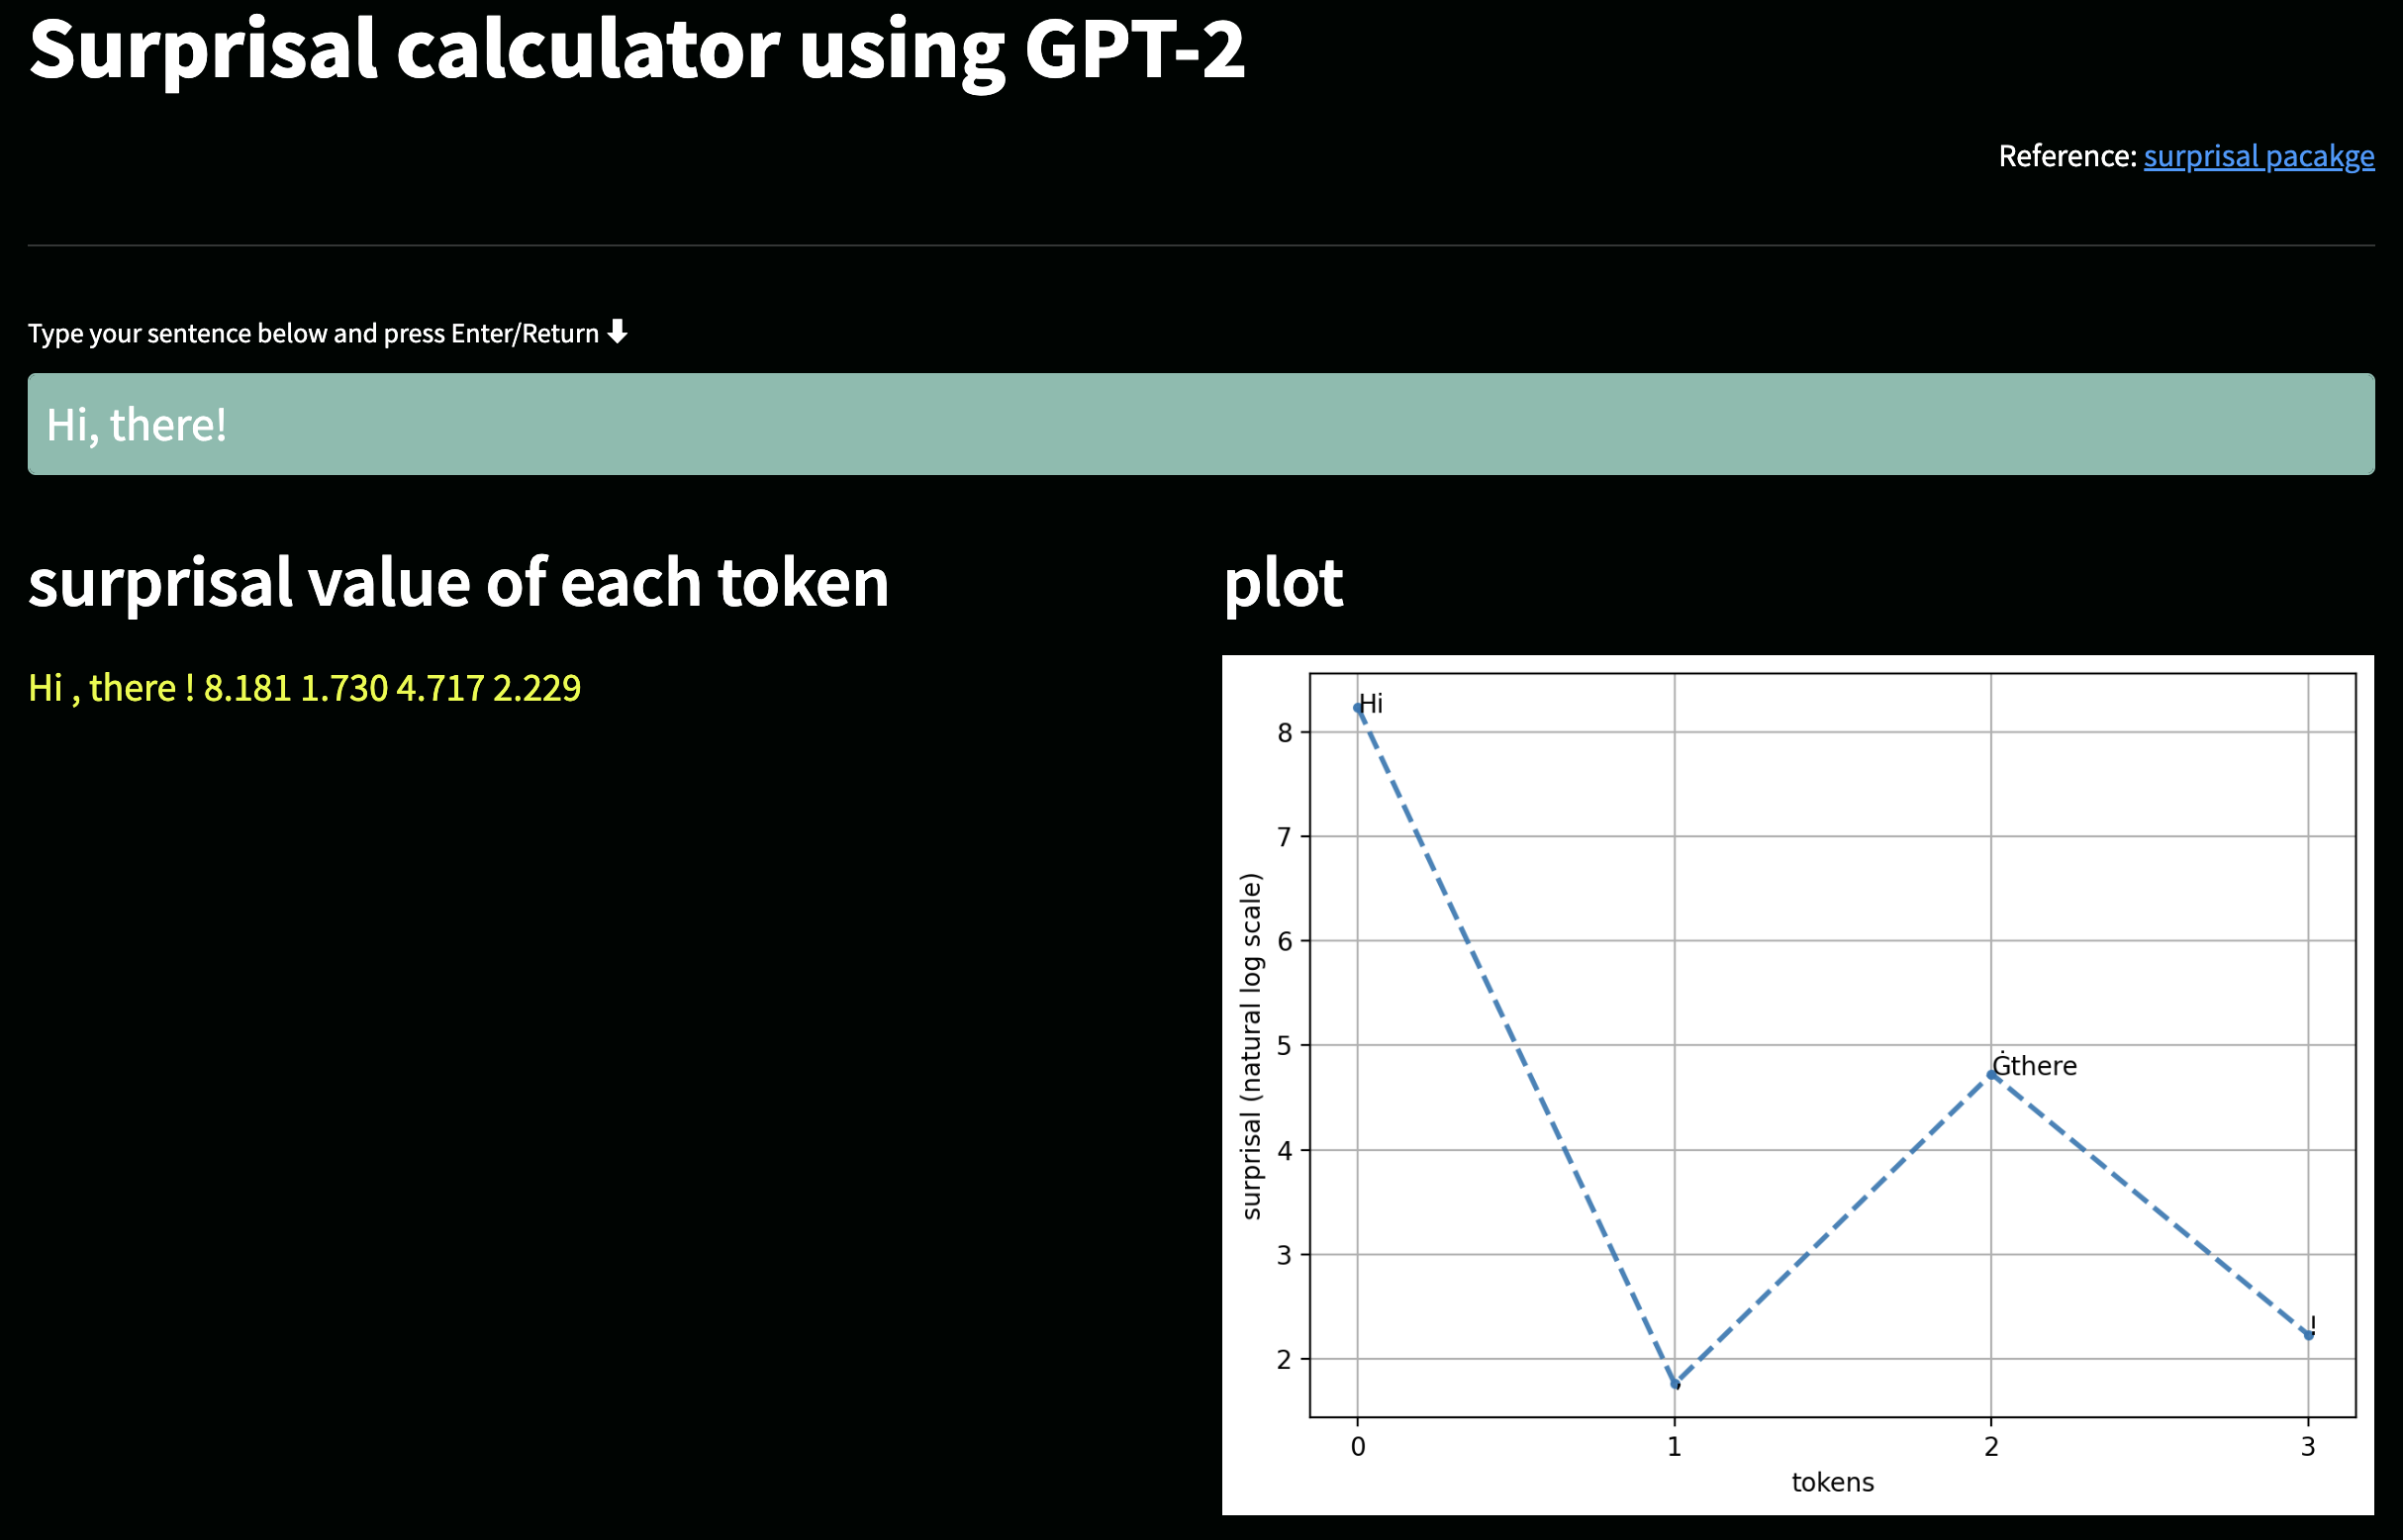 Surprisal calculator using GPT-2
Reference: surprisal pacakge
Type your sentence below and press Enter/Return ⬇
Hi, there!
surprisal value of each token
Hi , there ! 8.181 1.730 4.717 2.229
plot
surprisal (natural log scale)
8
7
6
5
4
3
2
Hi
,
Ġthere
!
0 1 2 3
tokens